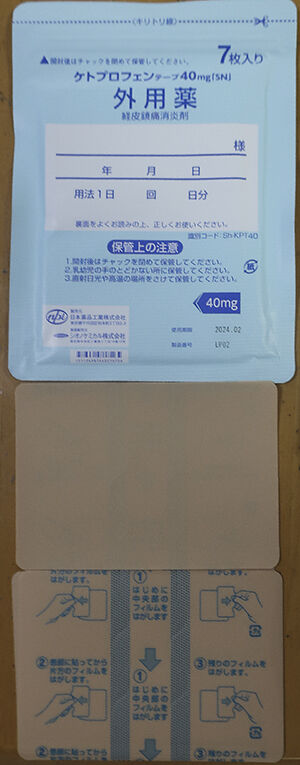 〈キリトリ線〉
▲開封後はチャックを閉めて保管してください。
7枚入り
ケトプロフェンテープ40mg「SN」
外用薬
経皮鎮痛消炎剤
様
年 月 日
用法1日 回 日分
裏面をよくお読みの上、正しくお使いください。
識別コード:Sh-KPT40
保管上の注意
1.開封後はチャックを閉めて保管してください。
2.乳幼児の手のとどかない所に保管してください。
3.直射日光や高温の場所をさけて保管してください。
紙
40mg
発売元
日本薬品工業株式会社
製造販売元
シオノケミカル株式会社
使用期限
2024.02
製造番号
LP02
片方のフィルムを
はがします。
①
はじめに
中央部の
フィルムを
はがします
はがします。
②患部に貼ってから
片方のフィルムを
はがします。
③残りのフィルムを
はがします。
①
はじめに
中央部の
フィルムを
はがします
②患部に貼ってから
片方のフィルムを
③残りのフィルムを